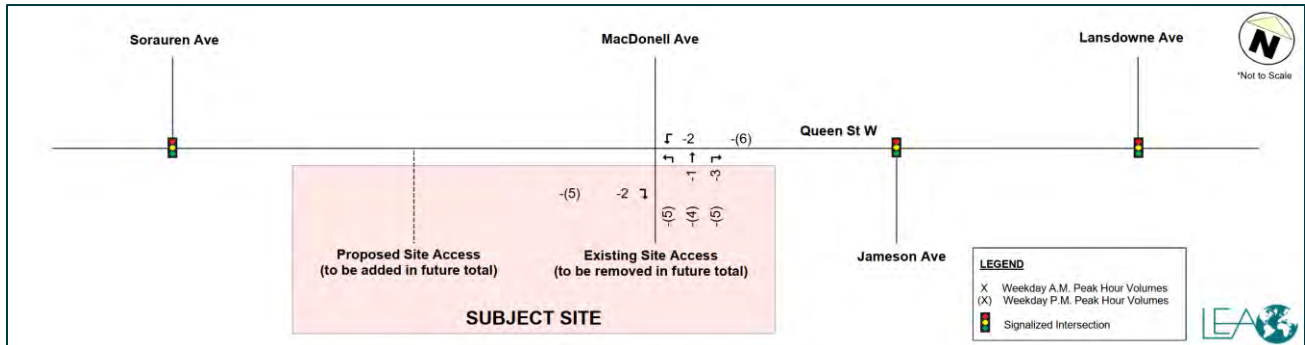 Sorauren Ave
MacDonell Ave
Lansdowne Ave
N
*Not to Scale
-2 -(6)
Queen St W
-1 -3
-(5) -2
-(5) -(4) -(5)
Proposed Site Access
(to be added in future total)
Existing Site Access
(to be removed in future total)
Jameson Ave
SUBJECT SITE
LEGEND
X Weekday A.M. Peak Hour Volumes
(X) Weekday P.M. Peak Hour Volumes
Signalized Intersection
LEA